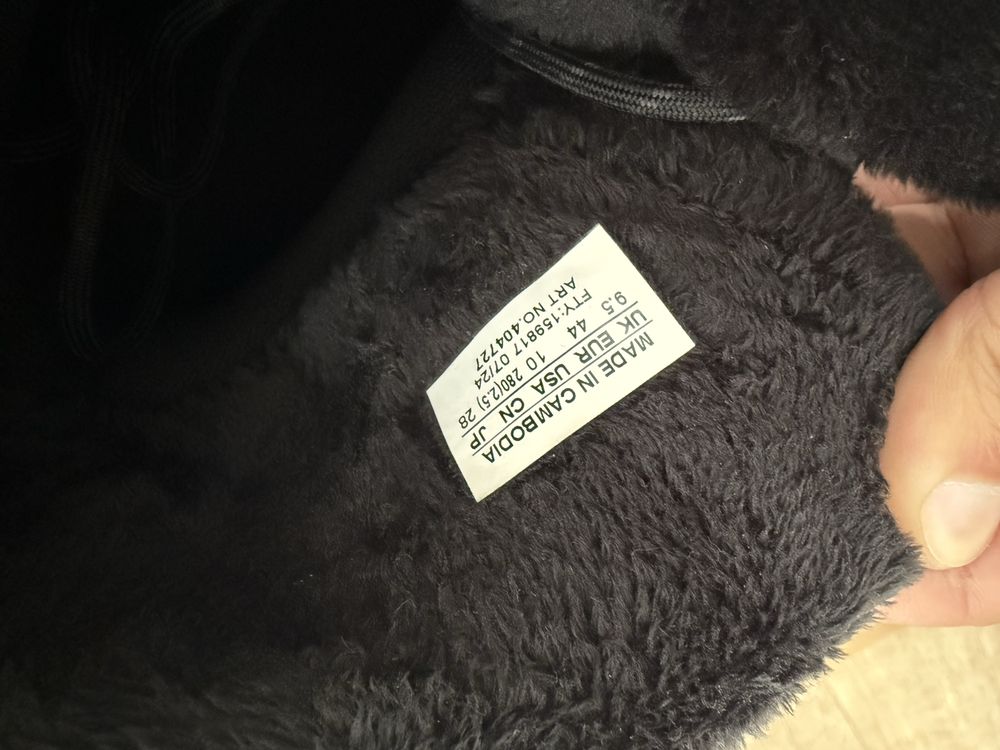 MADE IN CAMBODIA
UK EUR USA CN JP
9.5 44 10 280(2.5) 28
FTY:159817 07/24
ART NO.404727